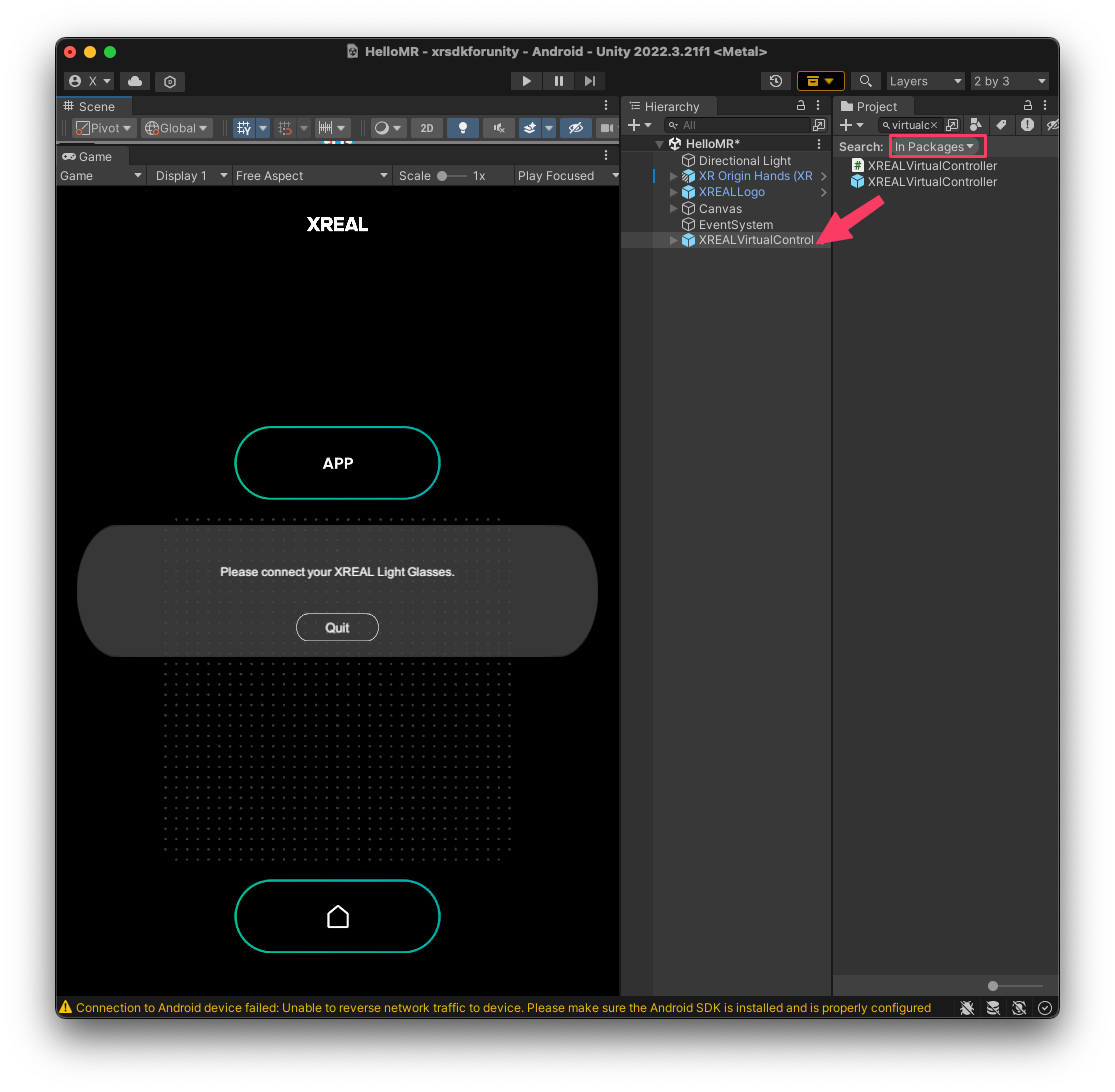 HelloMR - xrsdkforunity - Android - Unity 2022.3.21f1 <Metal>
X
Layers
2 by 3
Scene
Pivot
Global
2D
Game
Game
Display 1
Free Aspect
Scale
1x
Play Focused
XREAL
APP
Please connect your XREAL Light Glasses.
Quit
Hierarchy
All
HelloMR*
Directional Light
XR Origin Hands (XR
XREALLogo
Canvas
EventSystem
XREALVirtualControl
Project
virtualc
Search:
In Packages
XREALVirtualController
XREALVirtualController
Connection to Android device failed: Unable to reverse network traffic to device. Please make sure the Android SDK is installed and is properly configured